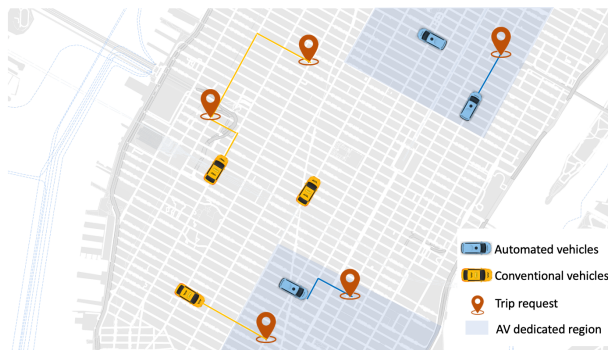 Automated vehicles
Conventional vehicles
Trip request
AV dedicated region